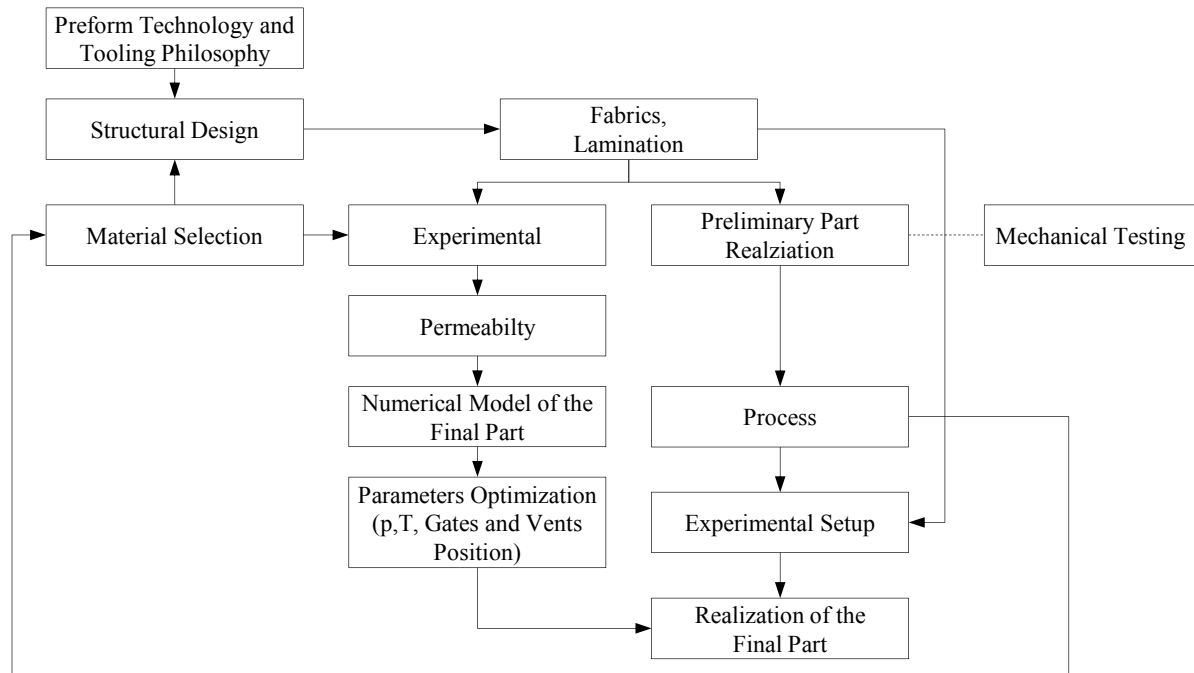 Preform Technology and
Tooling Philosophy
Structural Design
Fabrics,
Lamination
Material Selection
Experimental
Preliminary Part
Realziation
Mechanical Testing
Permeabilty
Numerical Model of the
Final Part
Process
Parameters Optimization
(p,T, Gates and Vents
Position)
Experimental Setup
Realization of the
Final Part